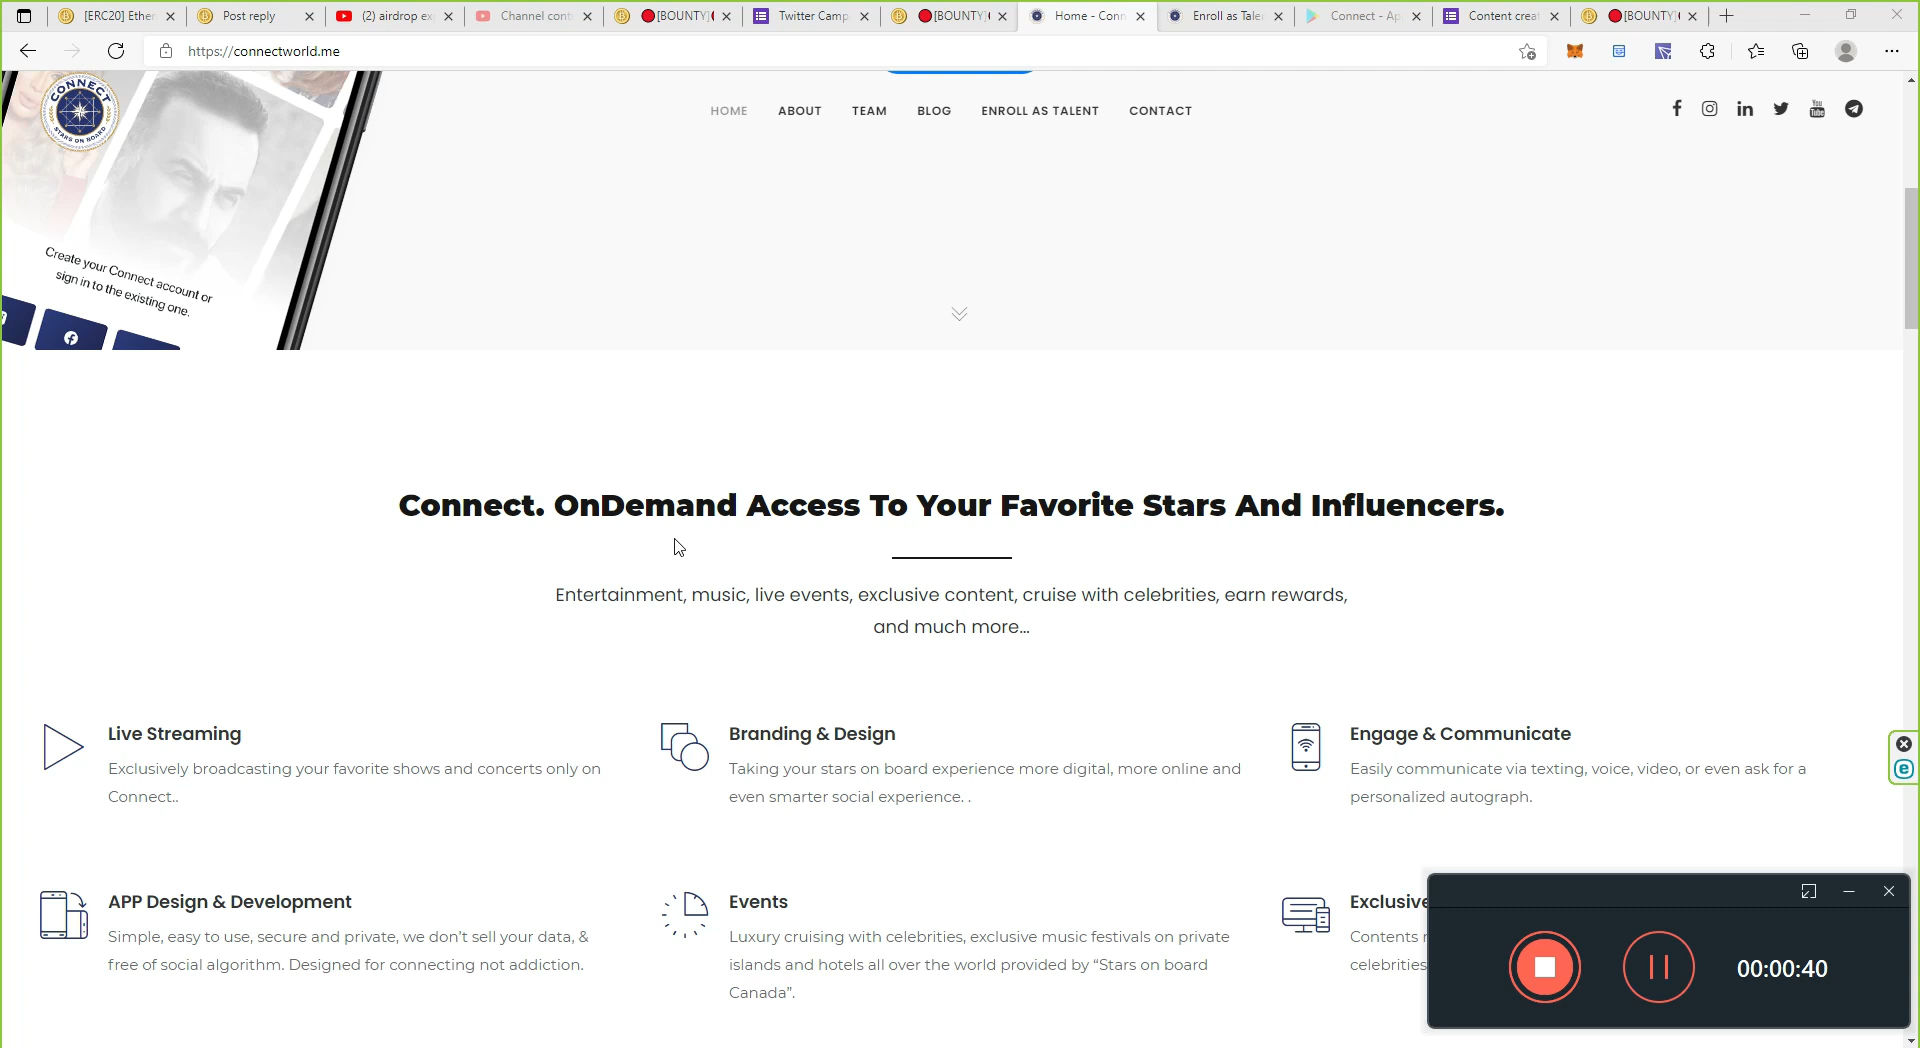 [ERC20] Ether
Post reply
(2) airdrop ex
Channel cont
[BOUNTY]
Twitter Camp
[BOUNTY]
Home - Conn
Enroll as Tale
Connect - Ap
Content creat
[BOUNTY]
https://connectworld.me
CONNECT
STARS ON BOARD
HOME
ABOUT
TEAM
BLOG
ENROLL AS TALENT
CONTACT
You
Tube
Create your Connect account or
sign in to the existing one.
Connect. OnDemand Access To Your Favorite Stars And Influencers.
Entertainment, music, live events, exclusive content, cruise with celebrities, earn rewards,
and much more...
Live Streaming
Exclusively broadcasting your favorite shows and concerts only on
Connect..
Branding & Design
Taking your stars on board experience more digital, more online and
even smarter social experience. .
Engage & Communicate
Easily communicate via texting, voice, video, or even ask for a
personalized autograph.
APP Design & Development
Simple, easy to use, secure and private, we don't sell your data, &
free of social algorithm. Designed for connecting not addiction.
Events
Luxury cruising with celebrities, exclusive music festivals on private
islands and hotels all over the world provided by “Stars on board
Canada”.
Exclusive
Contents
celebrities
00:00:40